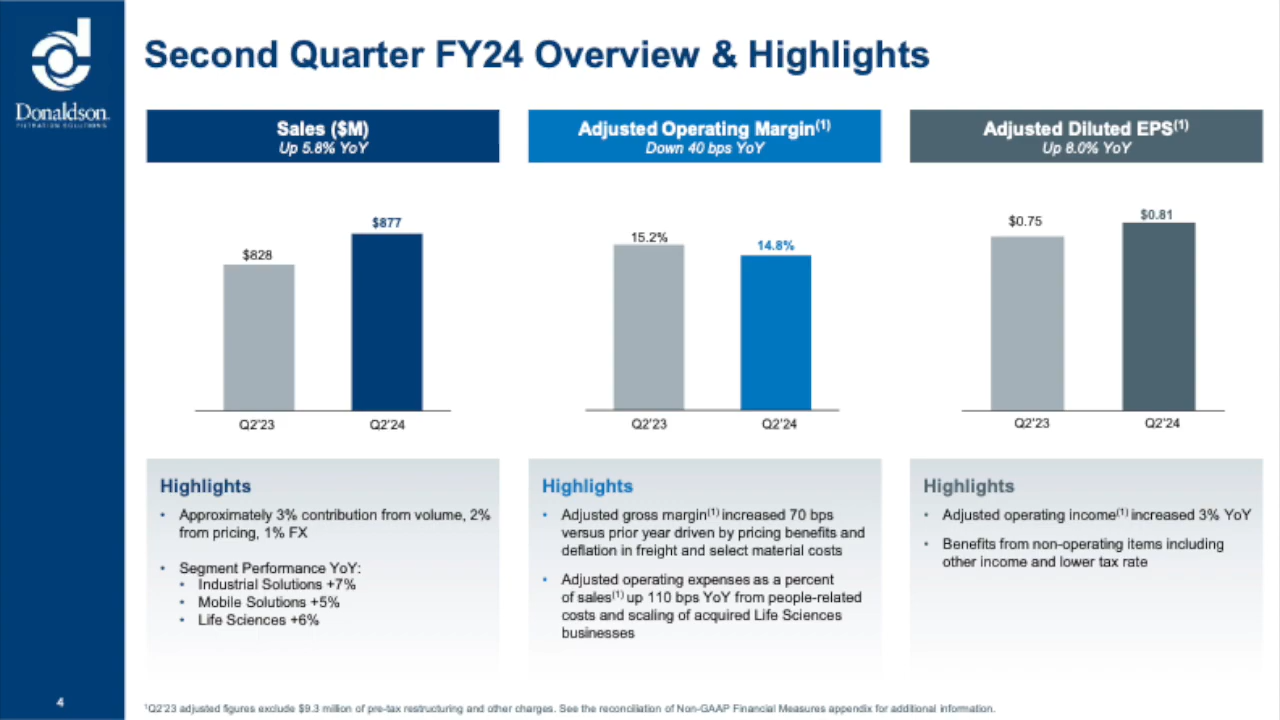 Donaldson
FILTRATION SOLUTIONS
Second Quarter FY24 Overview & Highlights
Sales ($M)
Up 5.8% YoY
$828
$877
Q2'23
Q2'24
Highlights
• Approximately 3% contribution from volume, 2%
from pricing, 1% FX
• Segment Performance YoY:
• Industrial Solutions +7%
• Mobile Solutions +5%
• Life Sciences +6%
Adjusted Operating Margin(1)
Down 40 bps YoY
15.2%
14.8%
Q2'23
Q2'24
Highlights
• Adjusted gross margin(1) increased 70 bps
versus prior year driven by pricing benefits and
deflation in freight and select material costs
• Adjusted operating expenses as a percent
of sales(1) up 110 bps YoY from people-related
costs and scaling of acquired Life Sciences
businesses
Adjusted Diluted EPS(1)
Up 8.0% YoY
$0.75
$0.81
Q2'23
Q2'24
Highlights
• Adjusted operating income(1) increased 3% YoY
• Benefits from non-operating items including
other income and lower tax rate
4
1Q2'23 adjusted figures exclude $9.3 million of pre-tax restructuring and other charges. See the reconciliation of Non-GAAP Financial Measures appendix for additional information.